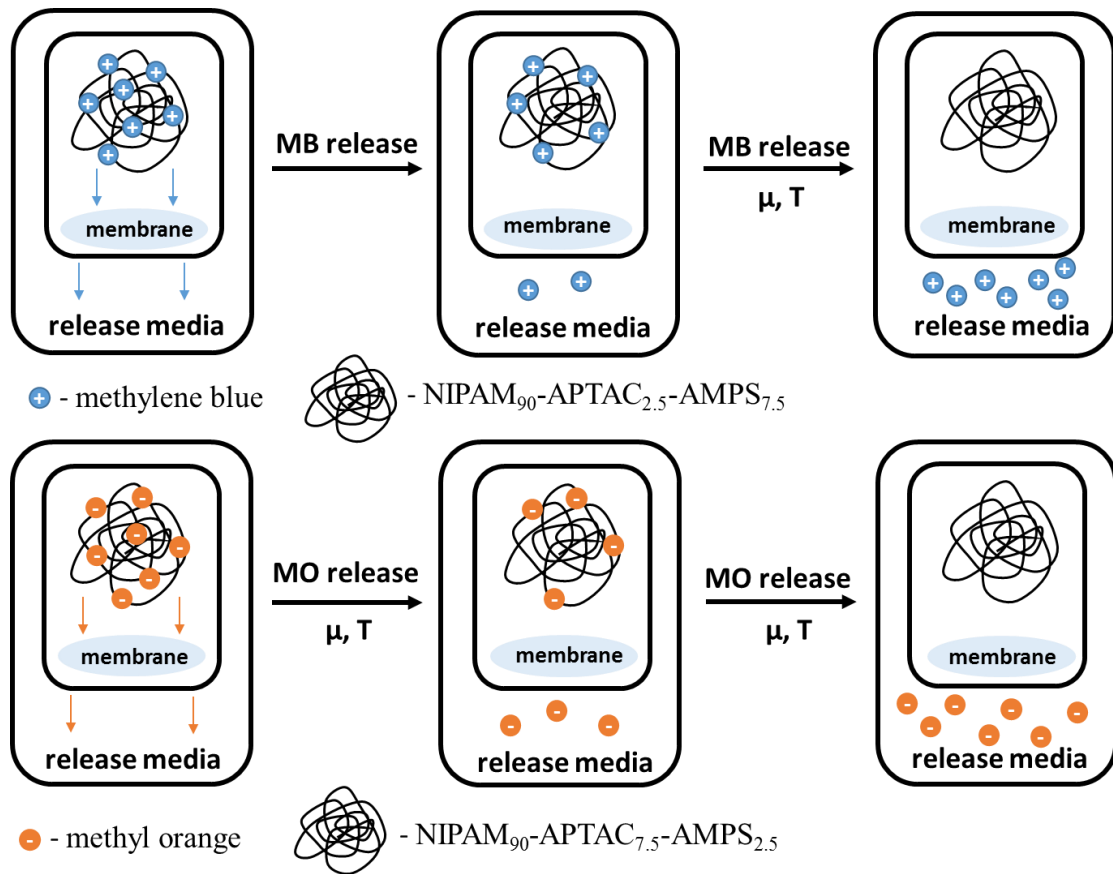 MB release
MB release
μ, T
membrane
membrane
membrane
release media
release media
release media
+ - methylene blue
- NIPAM₉₀-APTAC₂.₅-AMPS₇.₅
MO release
μ, T
MO release
μ, T
membrane
membrane
membrane
release media
release media
release media
- - methyl orange
- NIPAM₉₀-APTAC₇.₅-AMPS₂.₅